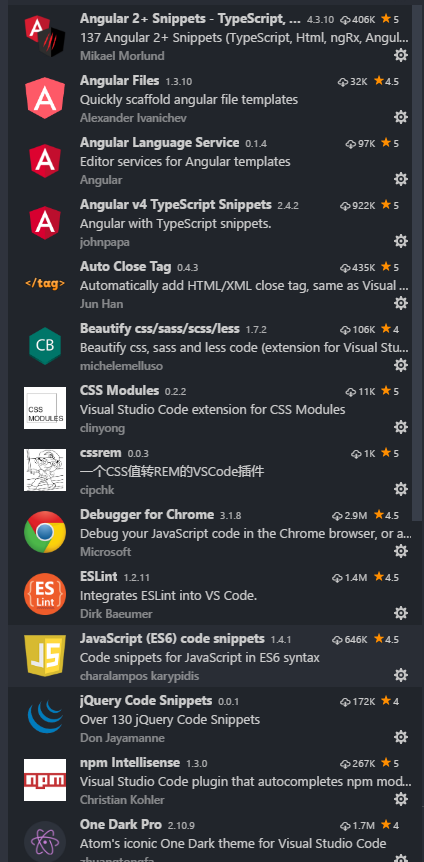 Angular 2+ Snippets - TypeScript, ... 4.3.10 406K 5
137 Angular 2+ Snippets (TypeScript, Html, ngRx, Angul...
Mikael Morlund
Angular Files 1.3.10 32K 4.5
Quickly scaffold angular file templates
Alexander Ivanichev
Angular Language Service 0.1.4 97K 5
Editor services for Angular templates
Angular
Angular v4 TypeScript Snippets 2.4.2 922K 5
Angular with TypeScript snippets.
johnpapa
</tag> Auto Close Tag 0.4.3 435K 5
Automatically add HTML/XML close tag, same as Visual ...
Jun Han
CB Beautify css/sass/scss/less 1.7.2 106K 4
Beautify css, sass and less code (extension for Visual Stu...
michelemelluso
CSS MODULES CSS Modules 0.2.2 11K 5
Visual Studio Code extension for CSS Modules
clinyong
cssrem 0.0.3 1K 5
一个CSS值转REM的VSCode插件
cipchk
Debugger for Chrome 3.1.8 2.9M 4.5
Debug your JavaScript code in the Chrome browser, or a...
Microsoft
ES Lint ESLint 1.2.11 1.4M 4.5
Integrates ESLint into VS Code.
Dirk Baeumer
JS JavaScript (ES6) code snippets 1.4.1 646K 4.5
Code snippets for JavaScript in ES6 syntax
charalampos karypidis
jQuery Code Snippets 0.0.1 172K 4
Over 130 jQuery Code Snippets
Don Jayamanne
npm npm Intellisense 1.3.0 267K 5
Visual Studio Code plugin that autocompletes npm mod...
Christian Kohler
One Dark Pro 2.10.9 1.7M 4
Atom's iconic One Dark theme for Visual Studio Code
zhuangtongfa